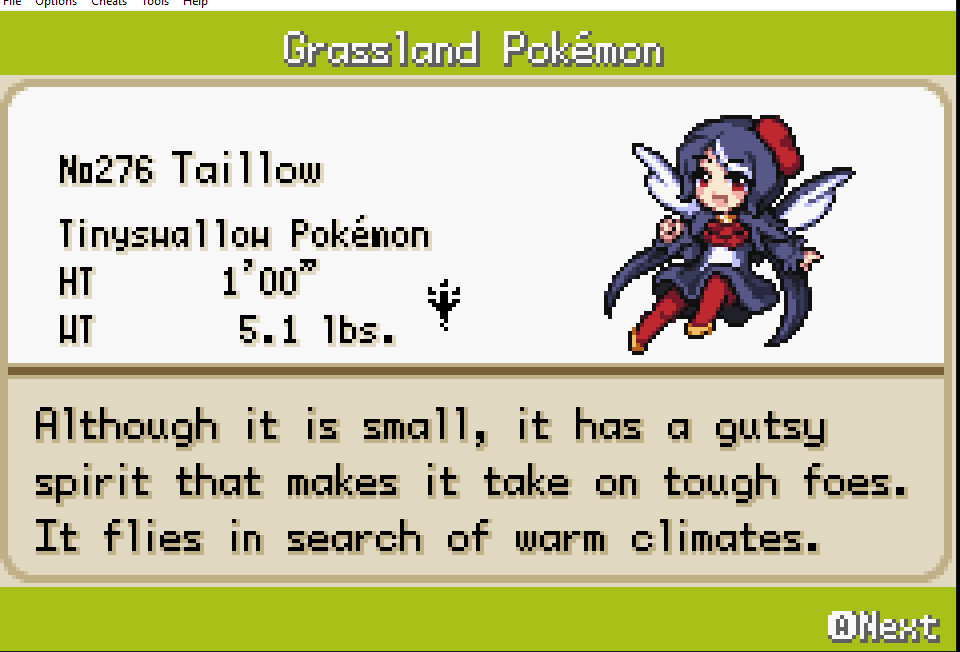 File Options Cheats Tools Help
Grassland Pokémon
No276 Taillow
Tinyswallow Pokémon
HT 1'00"
WT 5.1 lbs.
Although it is small, it has a gutsy
spirit that makes it take on tough foes.
It flies in search of warm climates.
A Next